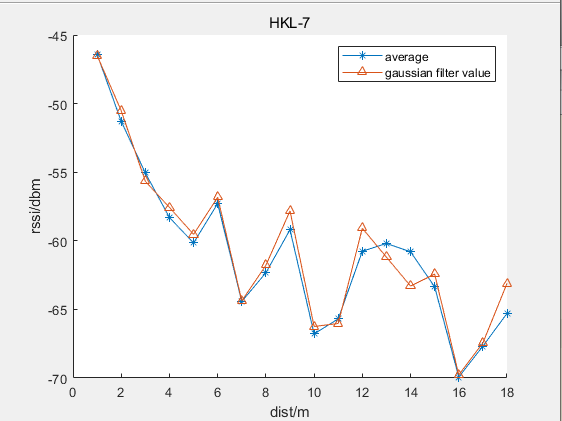 HKL-7
average
gaussian filter value
rssi/dbm
-45
-50
-55
-60
-65
-70
0 2 4 6 8 10 12 14 16 18
dist/m